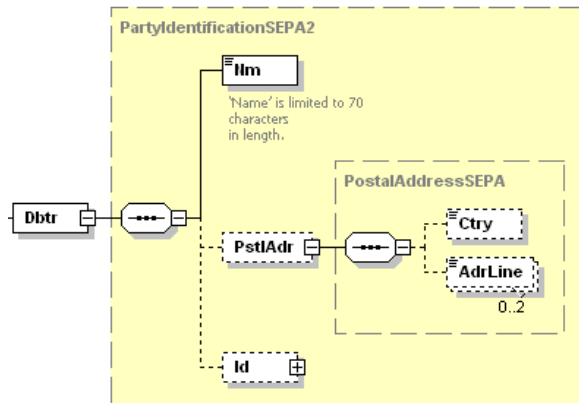 PartyIdentificationSEPA2
Nm
'Name' is limited to 70
characters
in length.
PostalAddressSEPA
Dbtr
Ctry
PstlAdr
AdrLine
0..2
Id